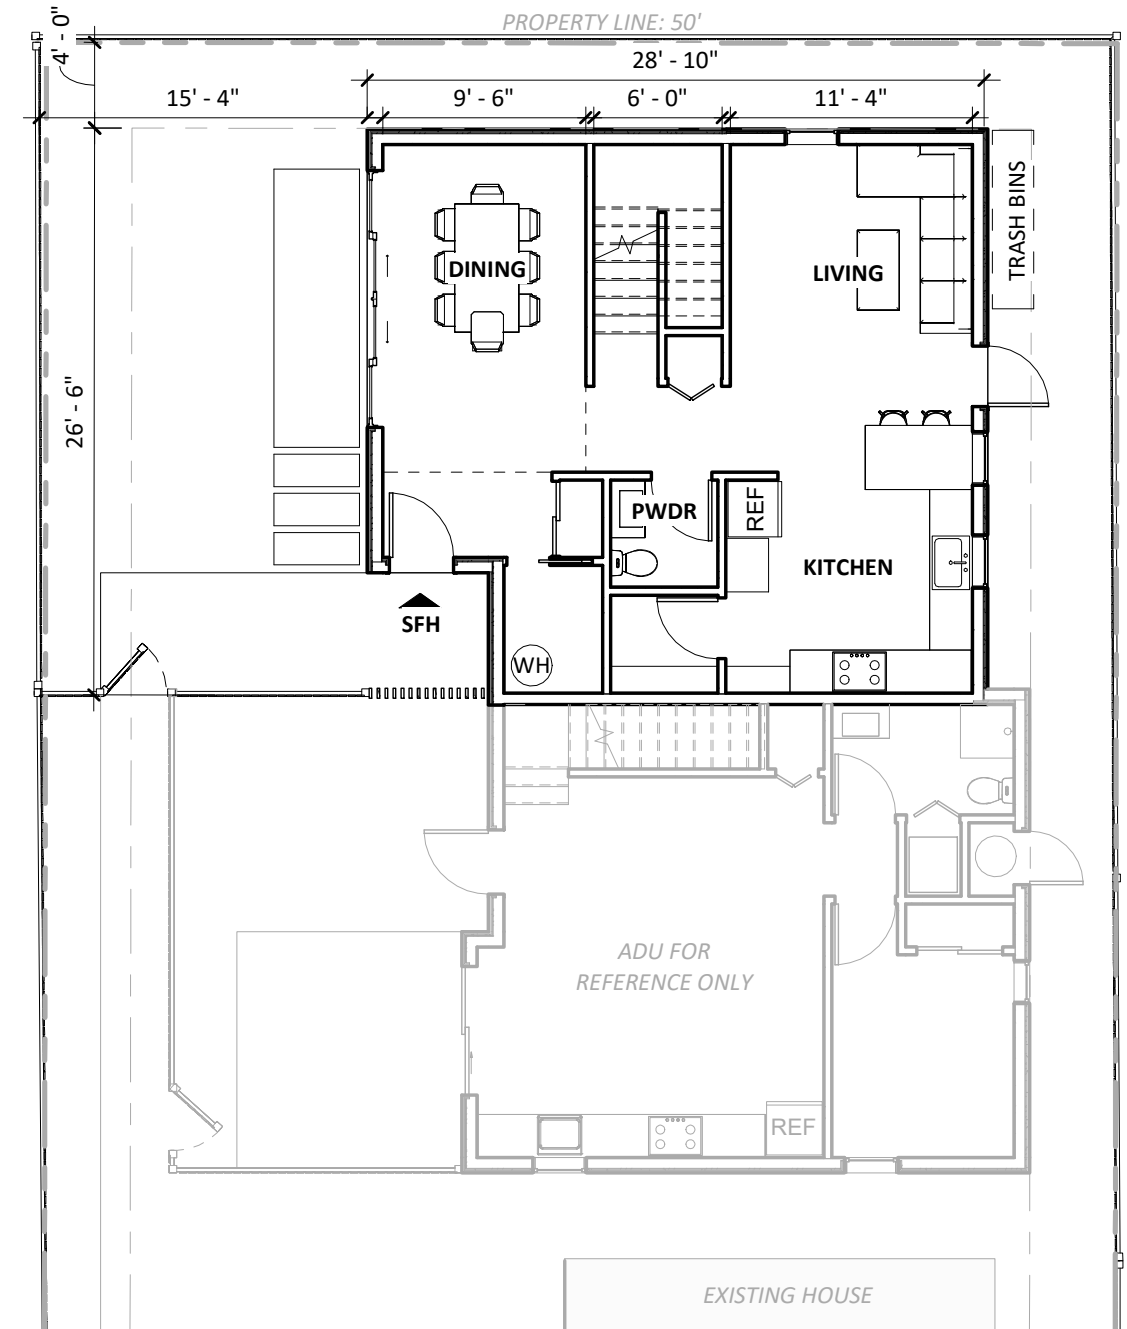 PROPERTY LINE: 50'
4' - 0"
28' - 10"
15' - 4"
9' - 6"
6' - 0"
11' - 4"
TRASH BINS
DINING
LIVING
26' - 6"
PWDR
REF
KITCHEN
SFH
WH
ADU FOR
REFERENCE ONLY
REF
EXISTING HOUSE